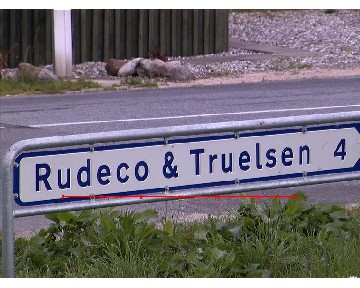 Rudeco & Truelsen 4